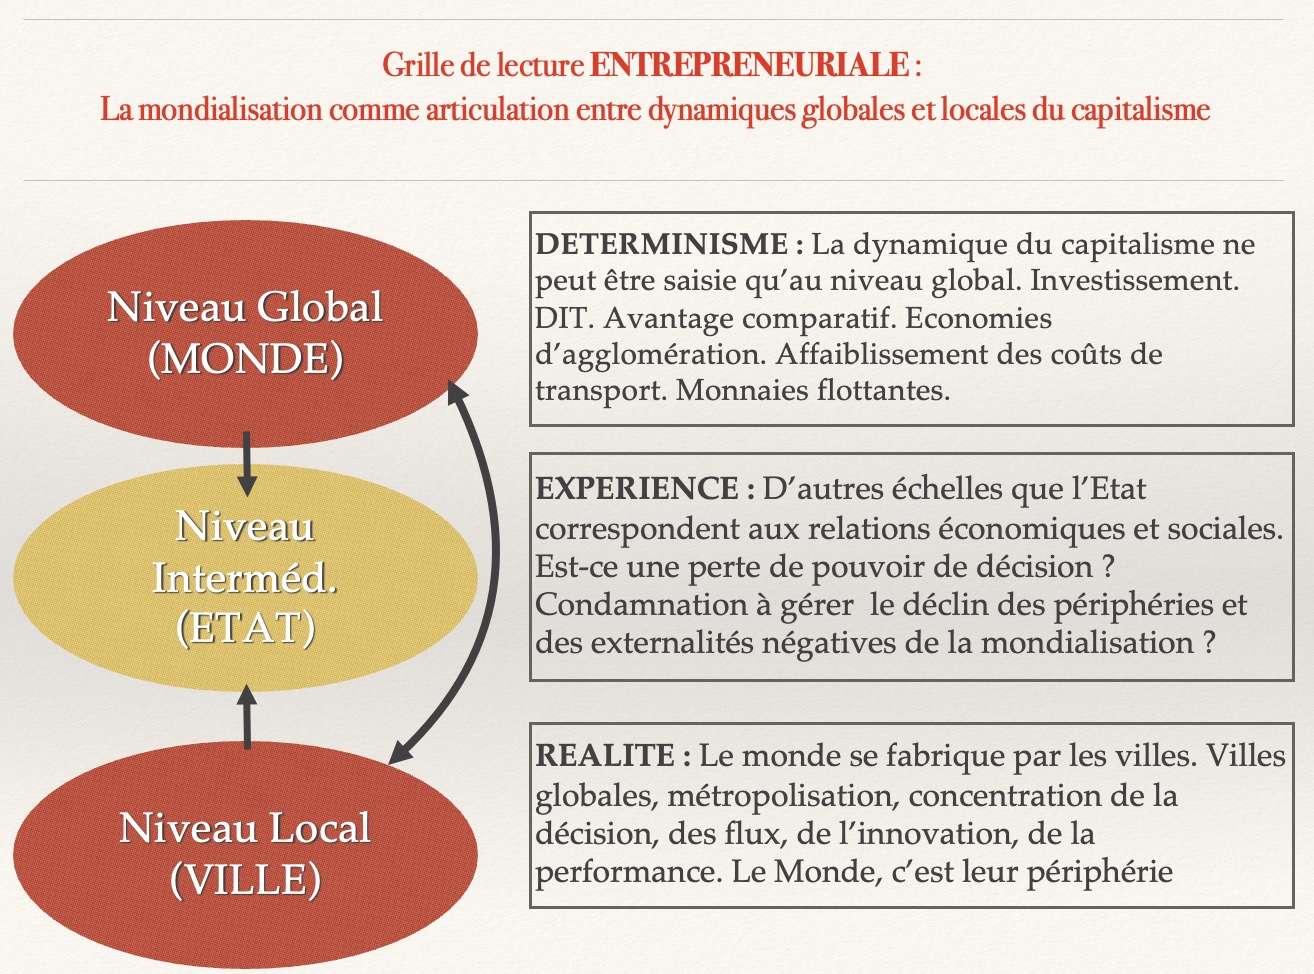 Grille de lecture ENTREPRENEURIALE :
La mondialisation comme articulation entre dynamiques globales et locales du capitalisme
Niveau Global
(MONDE)
DETERMINISME : La dynamique du capitalisme ne
peut être saisie qu’au niveau global. Investissement.
DIT. Avantage comparatif. Economies
d’agglomération. Affaiblissement des coûts de
transport. Monnaies flottantes.
Niveau
Interméd.
(ETAT)
EXPERIENCE : D’autres échelles que l’Etat
correspondent aux relations économiques et sociales.
Est-ce une perte de pouvoir de décision ?
Condamnation à gérer  le déclin des périphéries et
des externalités négatives de la mondialisation ?
Niveau Local
(VILLE)
REALITE : Le monde se fabrique par les villes. Villes
globales, métropolisation, concentration de la
décision, des flux, de l’innovation, de la
performance. Le Monde, c’est leur périphérie